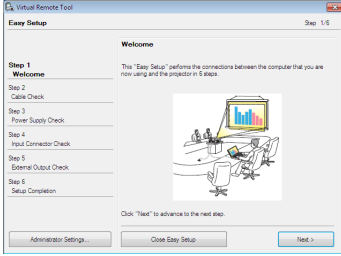 Virtual Remote Tool
Easy Setup
Step 1/6
Welcome
Step 1
Welcome
This "Easy Setup" performs the connections between the computer that you are
now using and the projector in 6 steps.
Step 2
Cable Check
Step 3
Power Supply Check
Step 4
Input Connector Check
Step 5
External Output Check
Step 6
Setup Completion
Click "Next" to advance to the next step.
Administrator Settings...
Close Easy Setup
Next >